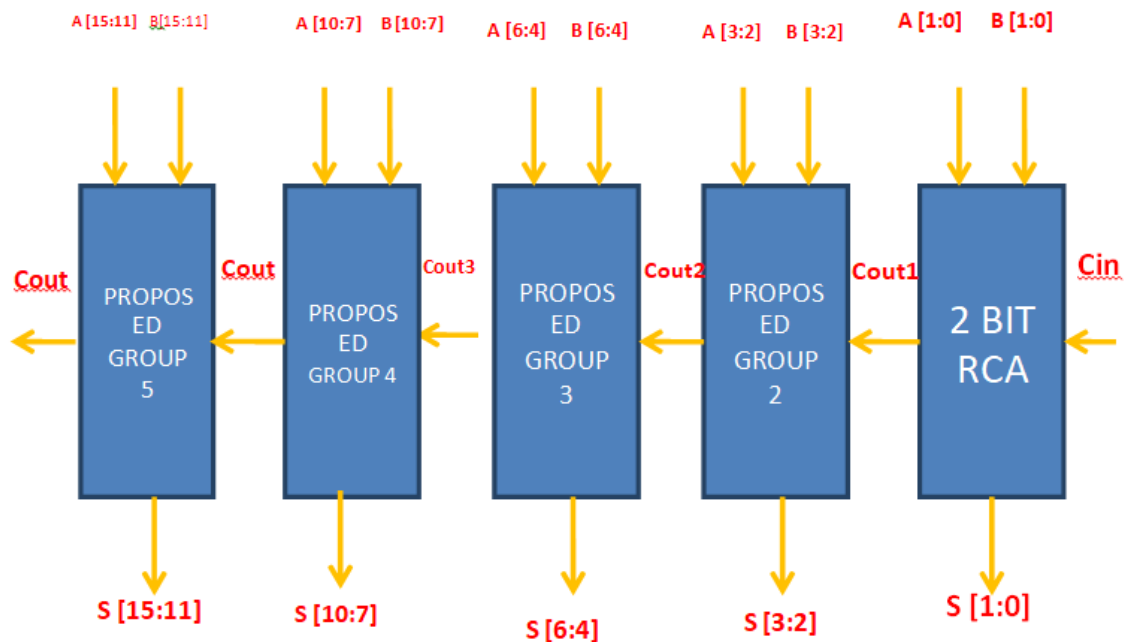 A [15:11] B[15:11]
A [10:7] B [10:7]
A [6:4] B [6:4]
A [3:2] B [3:2]
A [1:0] B [1:0]
Cout
PROPOS
ED
GROUP
5
Cout
PROPOS
ED
GROUP 4
Cout3
PROPOS
ED
GROUP
3
Cout2
PROPOS
ED
GROUP
2
Cout1
2 BIT
RCA
Cin
S [15:11]
S [10:7]
S [6:4]
S [3:2]
S [1:0]